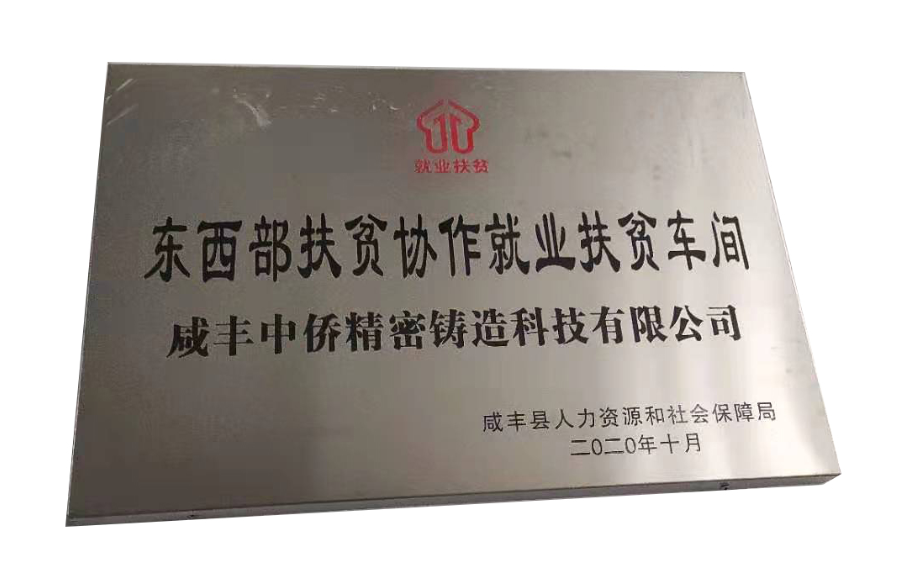 就业扶贫
东西部扶贫协作就业扶贫车间
咸丰中侨精密铸造科技有限公司
咸丰县人力资源和社会保障局
二〇二〇年十月